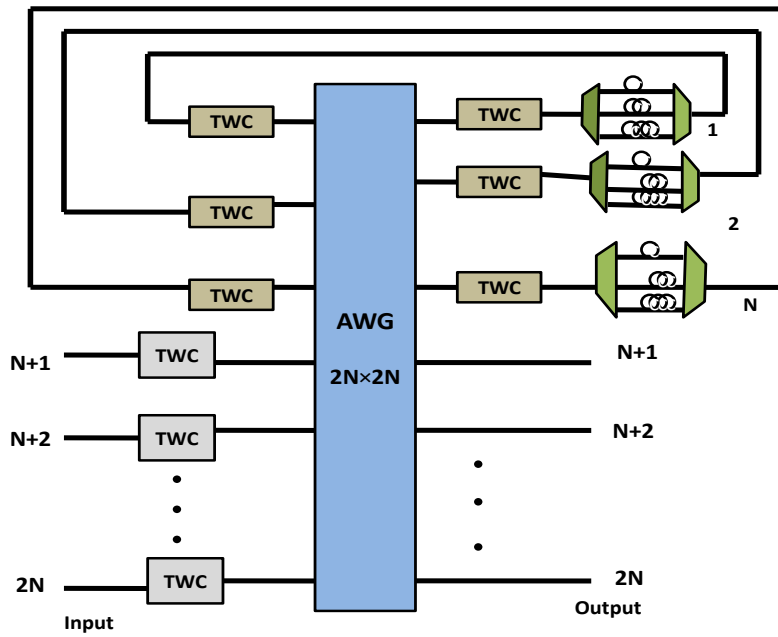 TWC
TWC
1
TWC
TWC
2
TWC
TWC
N
AWG
2N×2N
N+1
TWC
N+1
N+2
TWC
N+2
2N
TWC
2N
Input
Output